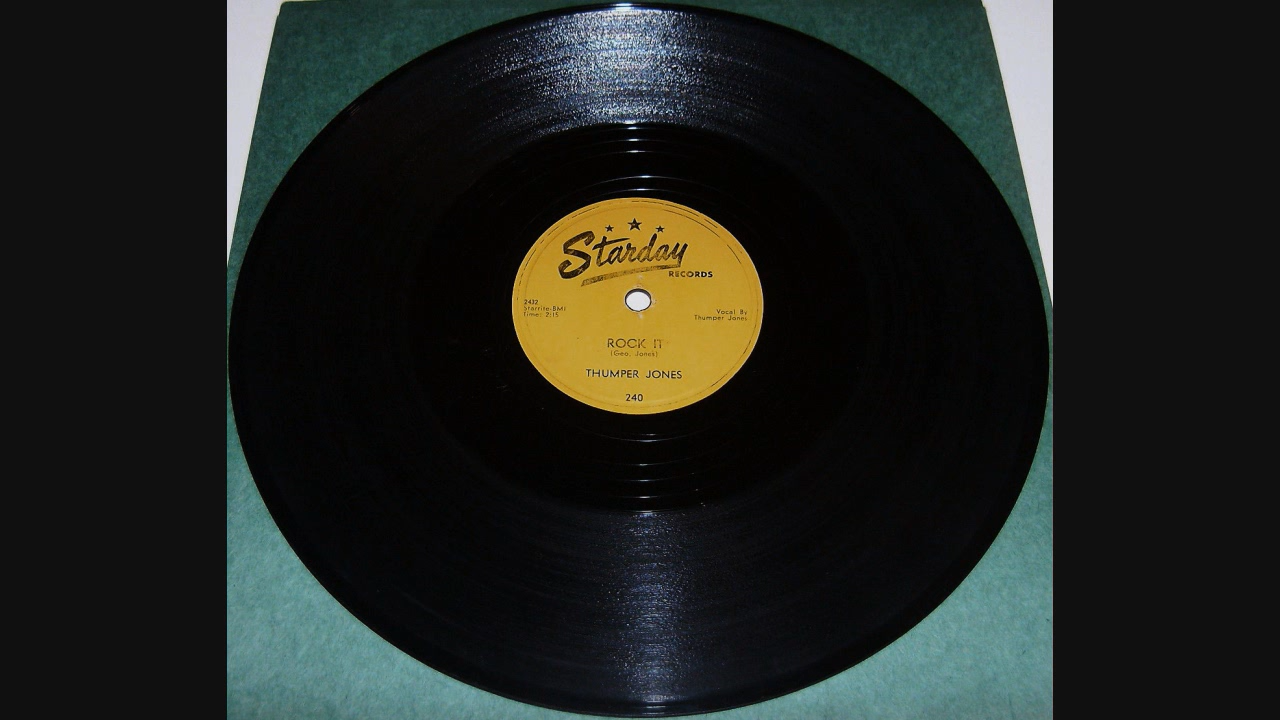 Starday
RECORDS
2432
Starrite-BMI
Time: 2:15
Vocal By
Thumper Jones
ROCK IT
(Geo. Jones)
THUMPER JONES
240